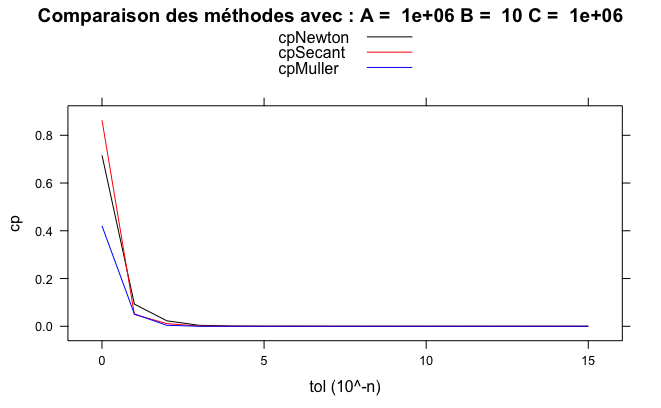 Comparaison des méthodes avec : A = 1e+06 B = 10 C = 1e+06
cpNewton
cpSecant
cpMuller
cp
0.8
0.6
0.4
0.2
0.0
0 5 10 15
tol (10^-n)